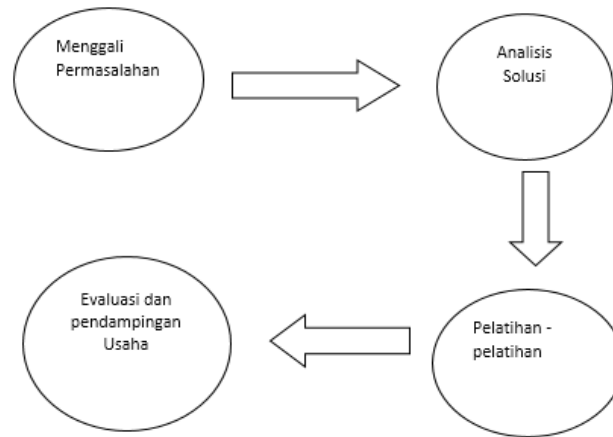 Menggali
Permasalahan
Analisis
Solusi
Pelatihan -
pelatihan
Evaluasi dan
pendampingan
Usaha